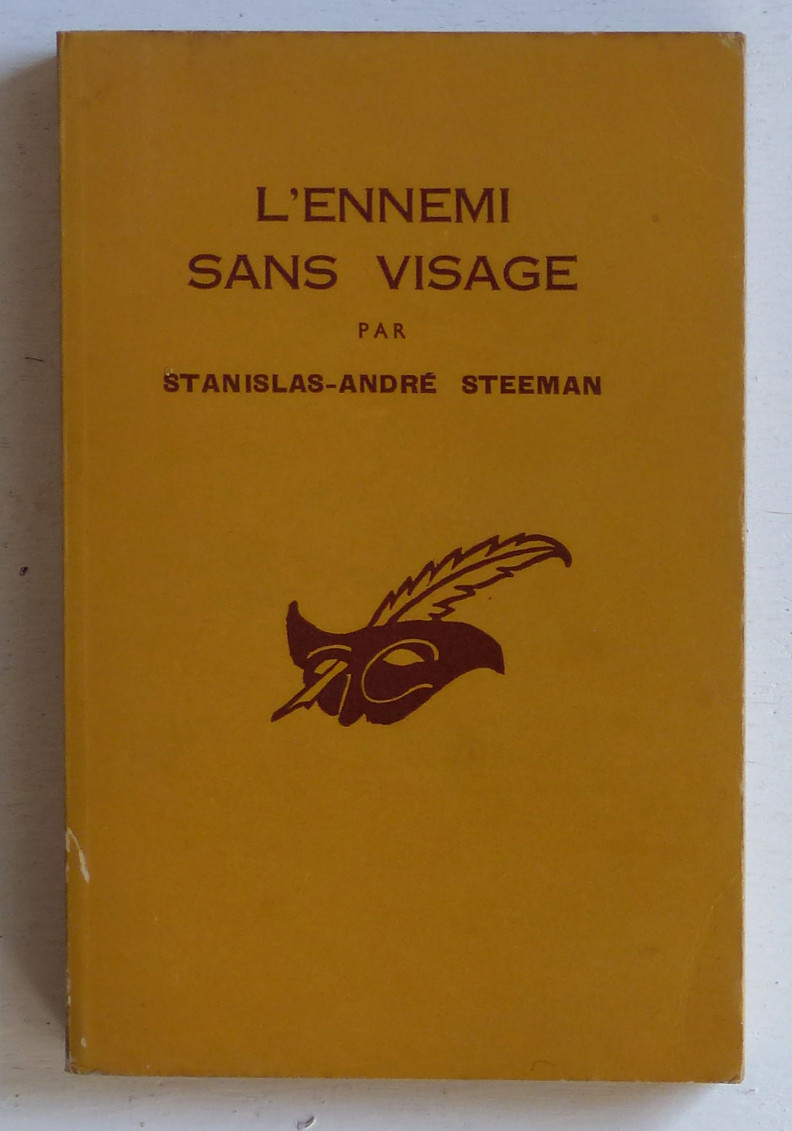 L'ENNEMI
SANS VISAGE
PAR
STANISLAS-ANDRÉ STEEMAN